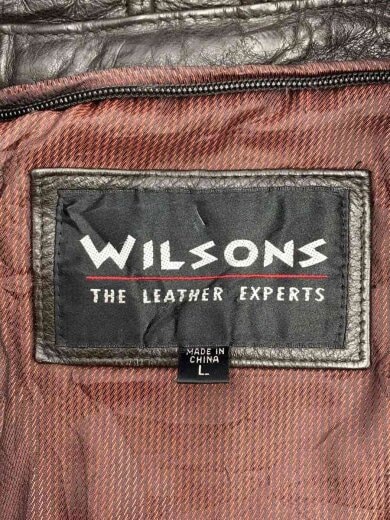 WILSONS
THE LEATHER EXPERTS
MADE IN
CHINA
L